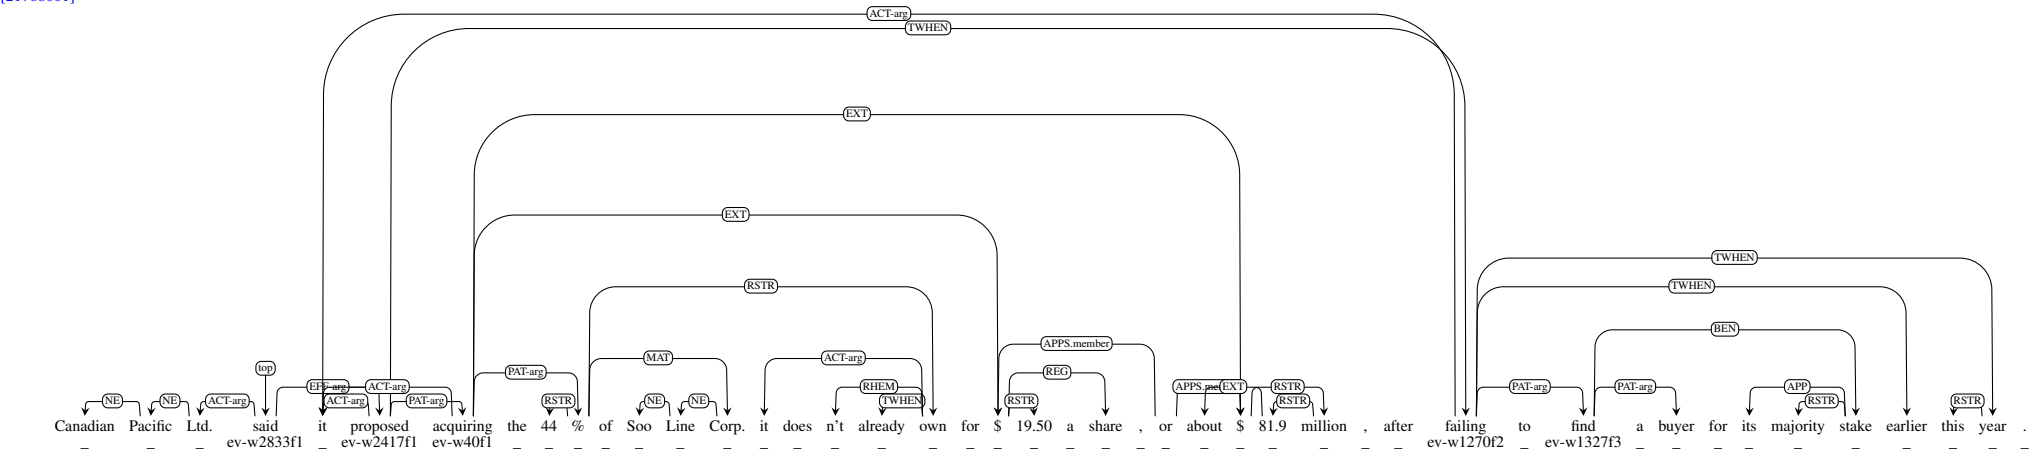 ACT-arg
TWHEN
EXT
EXT
TWHEN
RSTR TWHEN
BEN
APPS.member
MAT ACT-arg
top PAT-arg REG
ACT-arg RHEM EXT RSTR PAT-arg PAT-arg APP
NE NE ACT-arg ACT-arg PAT-arg RSTR NE NE TWHEN RSTR RSTR RSTR RSTR
Canadian Pacific Ltd. said it proposed acquiring the 44 % of Soo Line Corp. it does n't already own for $ 19.50 a share , or about $ 81.9 million , after failing to find a buyer for its majority stake earlier this year .
_ _ _ ev-w2833f1 _ ev-w2417f1 ev-w40f1 _ _ _ _ _ _ _ _ _ _ _ _ _ _ _ _ _ _ _ _ _ _ _ _ _ ev-w1270f2 _ ev-w1327f3 _ _ _ _ _ _ _ _ _ _